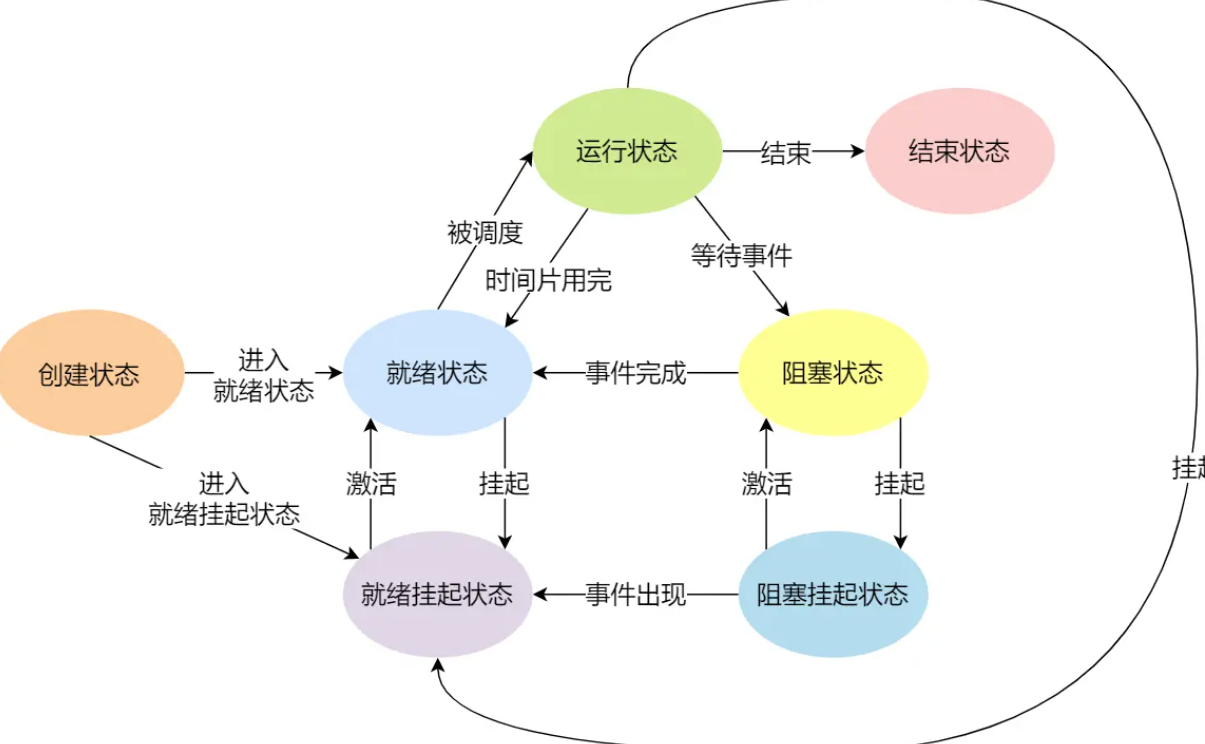 运行状态
结束
结束状态
被调度
等待事件
时间片用完
创建状态
进入
就绪状态
就绪状态
事件完成
阻塞状态
进入
就绪挂起状态
激活
挂起
激活
挂起
挂
就绪挂起状态
事件出现
阻塞挂起状态